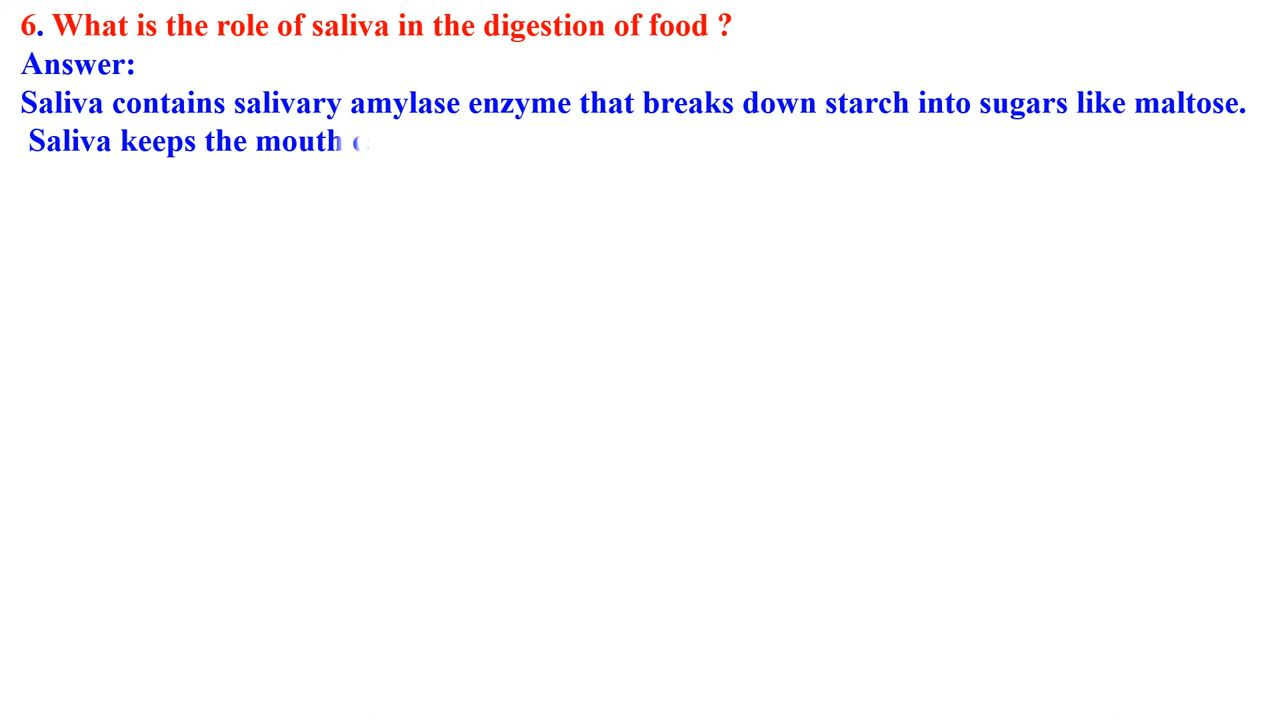 6. What is the role of saliva in the digestion of food ?
Answer:
Saliva contains salivary amylase enzyme that breaks down starch into sugars like maltose.
Saliva keeps the mouth